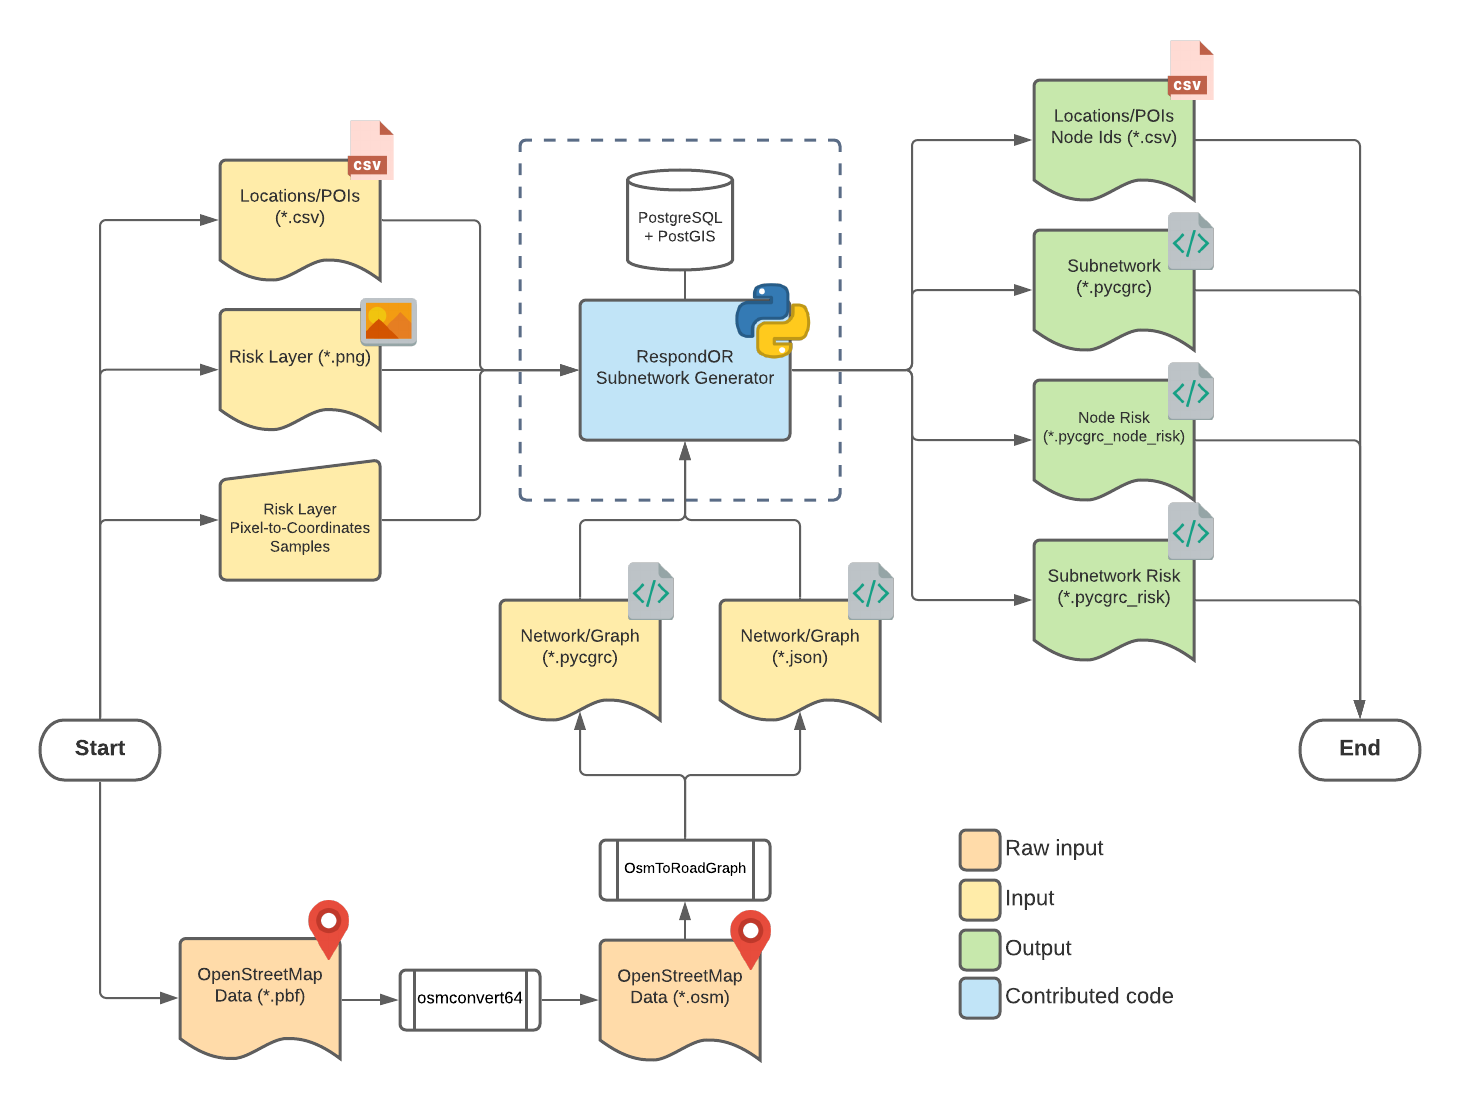 csv
Locations/POIs
(*.csv)
Risk Layer (*.png)
Risk Layer
Pixel-to-Coordinates
Samples
PostgreSQL
+ PostGIS
RespondOR
Subnetwork Generator
csv
Locations/POIs
Node Ids (*.csv)
</>
Subnetwork
(*.pycgrc)
</>
Node Risk
(*.pycgrc_node_risk)
</>
Subnetwork Risk
(*.pycgrc_risk)
</>
Network/Graph
(*.pycgrc)
</>
Network/Graph
(*.json)
Start
End
OsmToRoadGraph
OpenStreetMap
Data (*.pbf)
osmconvert64
OpenStreetMap
Data (*.osm)
Raw input
Input
Output
Contributed code